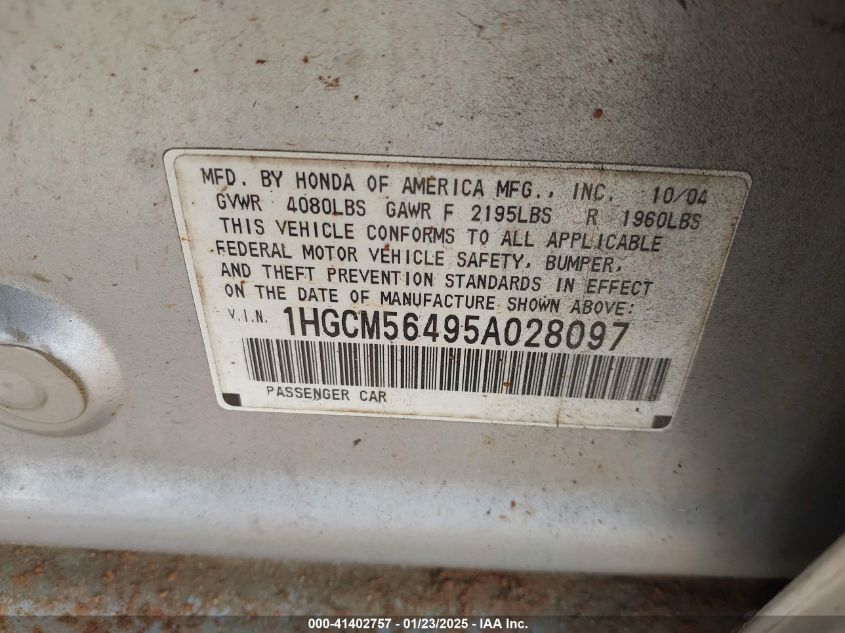 MFD. BY HONDA OF AMERICA MFG., INC. 10/04
GVWR 4080LBS GAWR F 2195LBS R 1960LBS
THIS VEHICLE CONFORMS TO ALL APPLICABLE
FEDERAL MOTOR VEHICLE SAFETY, BUMPER,
AND THEFT PREVENTION STANDARDS IN EFFECT
ON THE DATE OF MANUFACTURE SHOWN ABOVE:
V.I.N. 1HGCM56495A028097
PASSENGER CAR
000-41402757 - 01/23/2025 - IAA Inc.